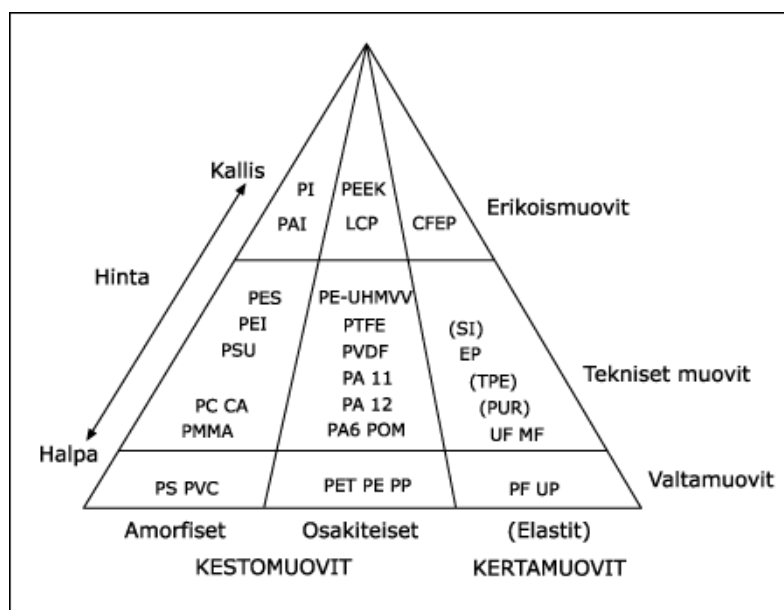 Kallis
PI PEEK
PAI LCP CFEP
Erikoismuovit
Hinta
PES PE-UHMVV
PEI PTFE (SI)
PSU PVDF EP
PA 11 (TPE)
Tekniset muovit
PC CA PA 12 (PUR)
PMMA PA6 POM UF MF
Halpa
PS PVC PET PE PP PF UP
Valtamuovit
Amorfiset Osakiteiset (Elastit)
KESTOMUOVIT KERTAMUOVIT